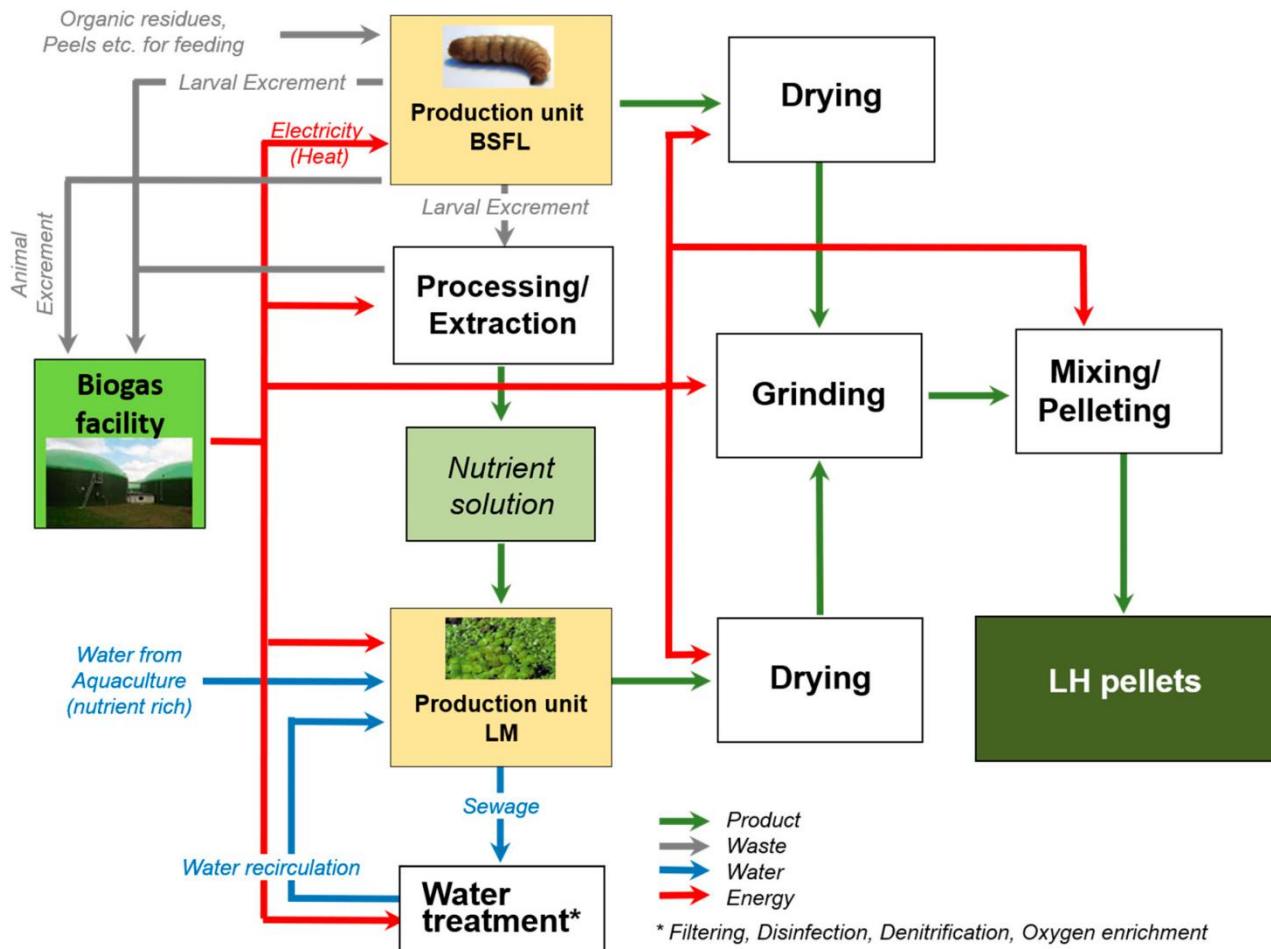 Organic residues,
Peels etc. for feeding
Larval Excrement
Production unit
BSFL
Drying
Electricity
(Heat)
Larval Excrement
Animal
Excrement
Processing/
Extraction
Biogas
facility
Grinding
Mixing/
Pelleting
Nutrient
solution
Water from
Aquaculture
(nutrient rich)
Production unit
LM
Drying
LH pellets
Sewage
Water recirculation
Water
treatment*
Product
Waste
Water
Energy
* Filtering, Disinfection, Denitrification, Oxygen enrichment